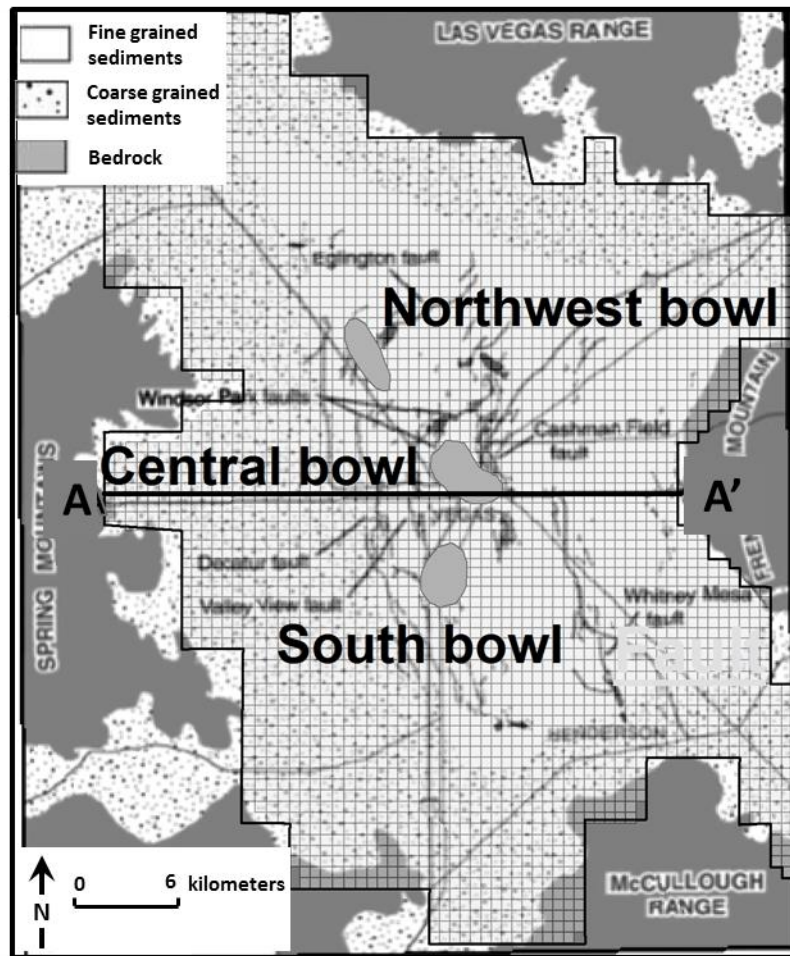 Fine grained
sediments
Coarse grained
sediments
Bedrock
LAS VEGAS RANGE
Eglington fault
Northwest bowl
Windsor Park faults
MOUNTAIN
Cashman Field
fault
Central bowl
A
A'
VEGAS
SPRING MOUNTAINS
Decatur fault
Valley View fault
Whitney Mesa
fault
South bowl
Fault
HENDERSON
0 6 kilometers
N
McCULLOUGH
RANGE